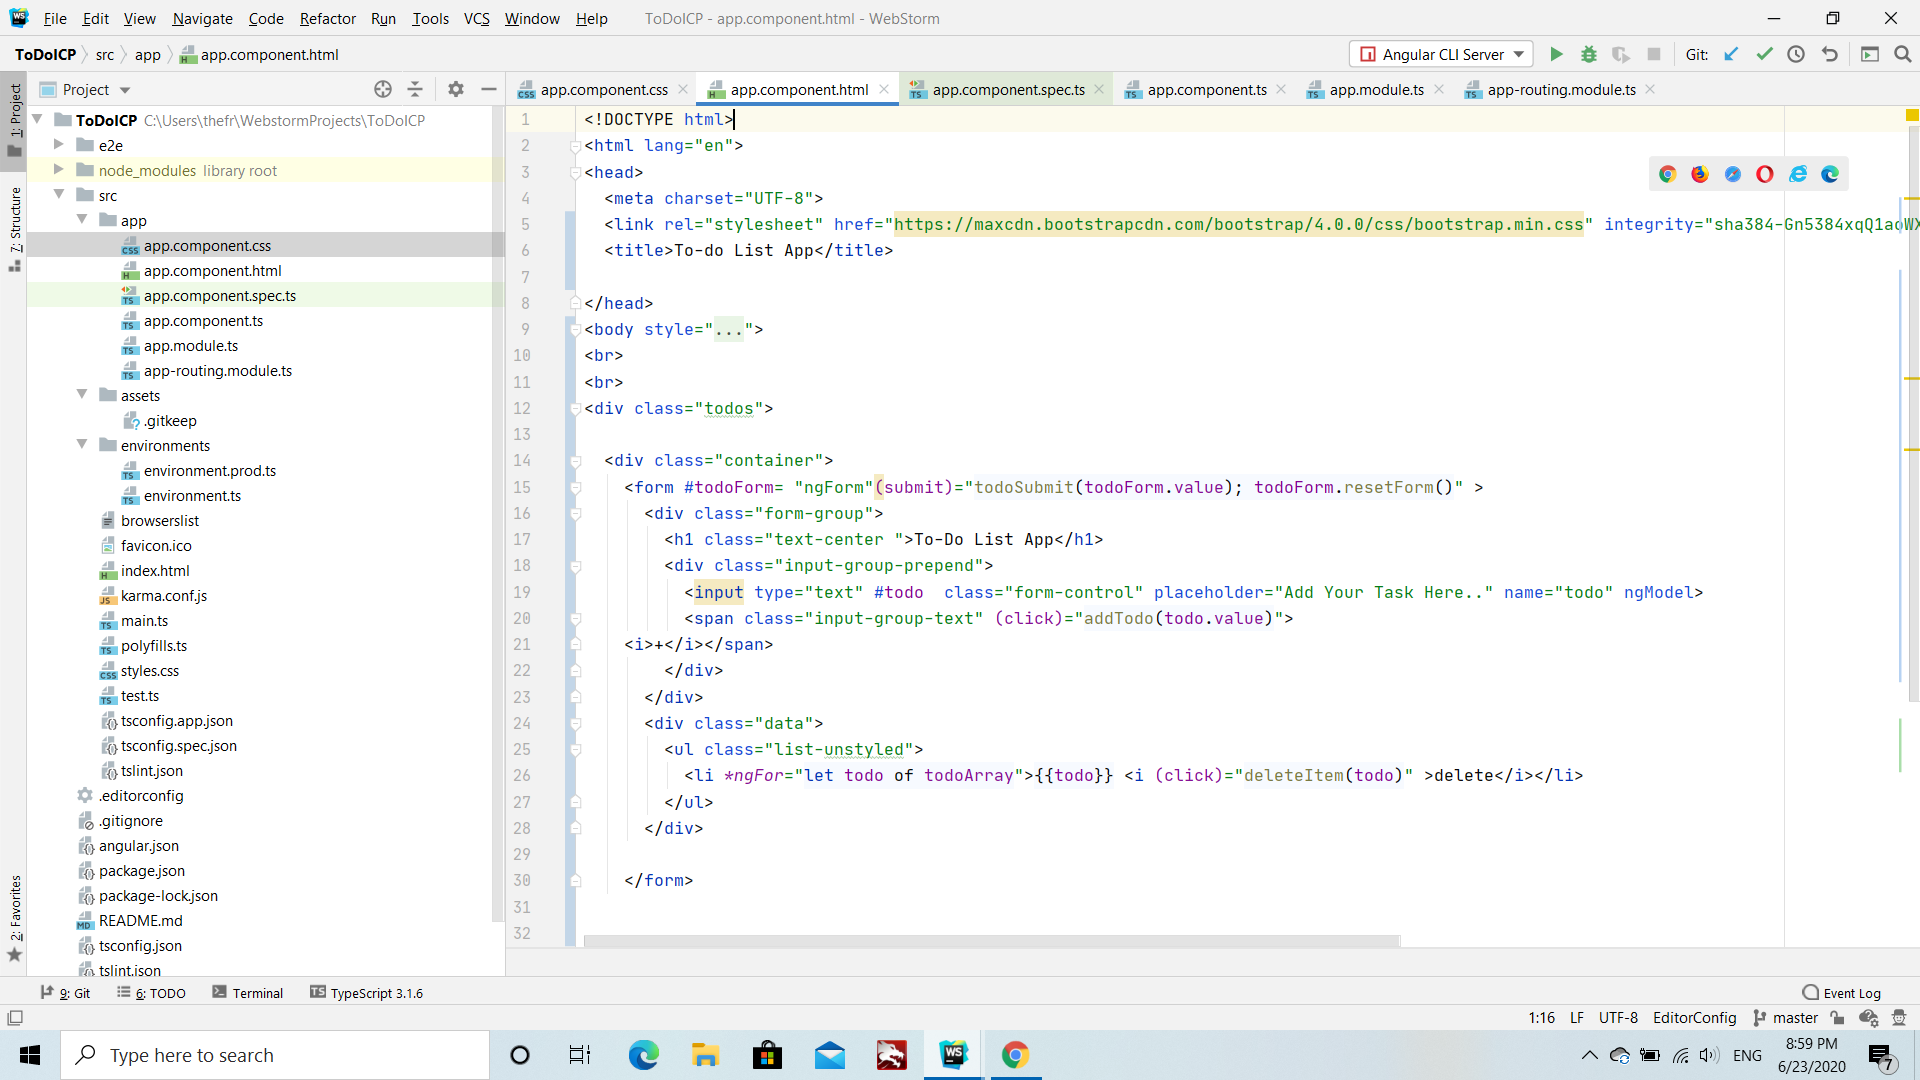 File Edit View Navigate Code Refactor Run Tools VCS Window Help ToDoICP - app.component.html - WebStorm
ToDoICP src app app.component.html Angular CLI Server Git:
Project app.component.css app.component.html app.component.spec.ts app.component.ts app.module.ts app-routing.module.ts
1: Project
7: Structure
2: Favorites
ToDoICP C:\Users\thefr\WebstormProjects\ToDoICP
e2e
node_modules library root
src
app
app.component.css
app.component.html
app.component.spec.ts
app.component.ts
app.module.ts
app-routing.module.ts
assets
.gitkeep
environments
environment.prod.ts
environment.ts
browserslist
favicon.ico
index.html
karma.conf.js
main.ts
polyfills.ts
styles.css
test.ts
tsconfig.app.json
tsconfig.spec.json
tslint.json
.editorconfig
.gitignore
angular.json
package.json
package-lock.json
README.md
tsconfig.json
tslint.json
1 <!DOCTYPE html>
2 <html lang="en">
3 <head>
4 <meta charset="UTF-8">
5 <link rel="stylesheet" href="https://maxcdn.bootstrapcdn.com/bootstrap/4.0.0/css/bootstrap.min.css" integrity="sha384-Gn5384xqQ1aoWX
6 <title>To-do List App</title>
7
8 </head>
9 <body style="...">
10 <br>
11 <br>
12 <div class="todos">
13
14 <div class="container">
15 <form #todoForm= "ngForm"(submit)="todoSubmit(todoForm.value); todoForm.resetForm()" >
16 <div class="form-group">
17 <h1 class="text-center ">To-Do List App</h1>
18 <div class="input-group-prepend">
19 <input type="text" #todo  class="form-control" placeholder="Add Your Task Here.." name="todo" ngModel>
20 <span class="input-group-text" (click)="addTodo(todo.value)">
21 <i>+</i></span>
22 </div>
23 </div>
24 <div class="data">
25 <ul class="list-unstyled">
26 <li *ngFor="let todo of todoArray">{{todo}} <i (click)="deleteItem(todo)" >delete</i></li>
27 </ul>
28 </div>
29
30 </form>
31
32
9: Git 6: TODO Terminal TypeScript 3.1.6 Event Log
1:16 LF UTF-8 EditorConfig master
Type here to search
ENG
8:59 PM
6/23/2020
7